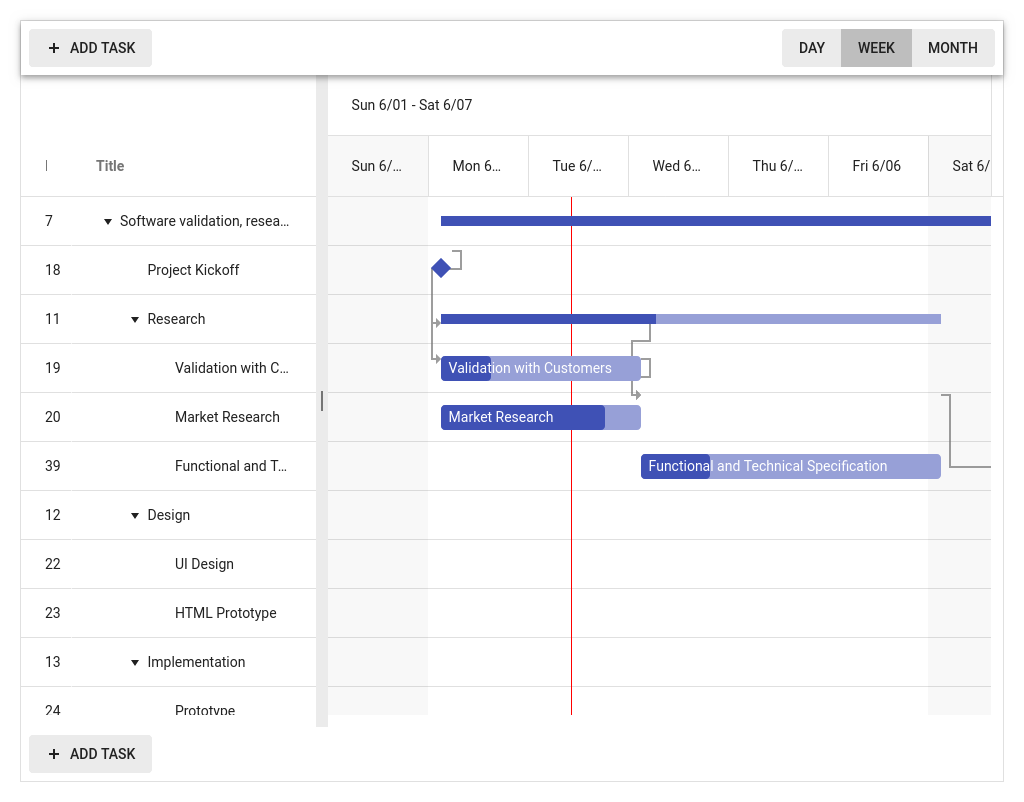 ADD TASK
DAY WEEK MONTH
Sun 6/01 - Sat 6/07
Title
Sun 6/... Mon 6... Tue 6/... Wed 6... Thu 6/... Fri 6/06 Sat 6/
7 Software validation, resea...
18 Project Kickoff
11 Research
19 Validation with C... Validation with Customers
20 Market Research Market Research
39 Functional and T... Functional and Technical Specification
12 Design
22 UI Design
23 HTML Prototype
13 Implementation
24 Prototype
ADD TASK